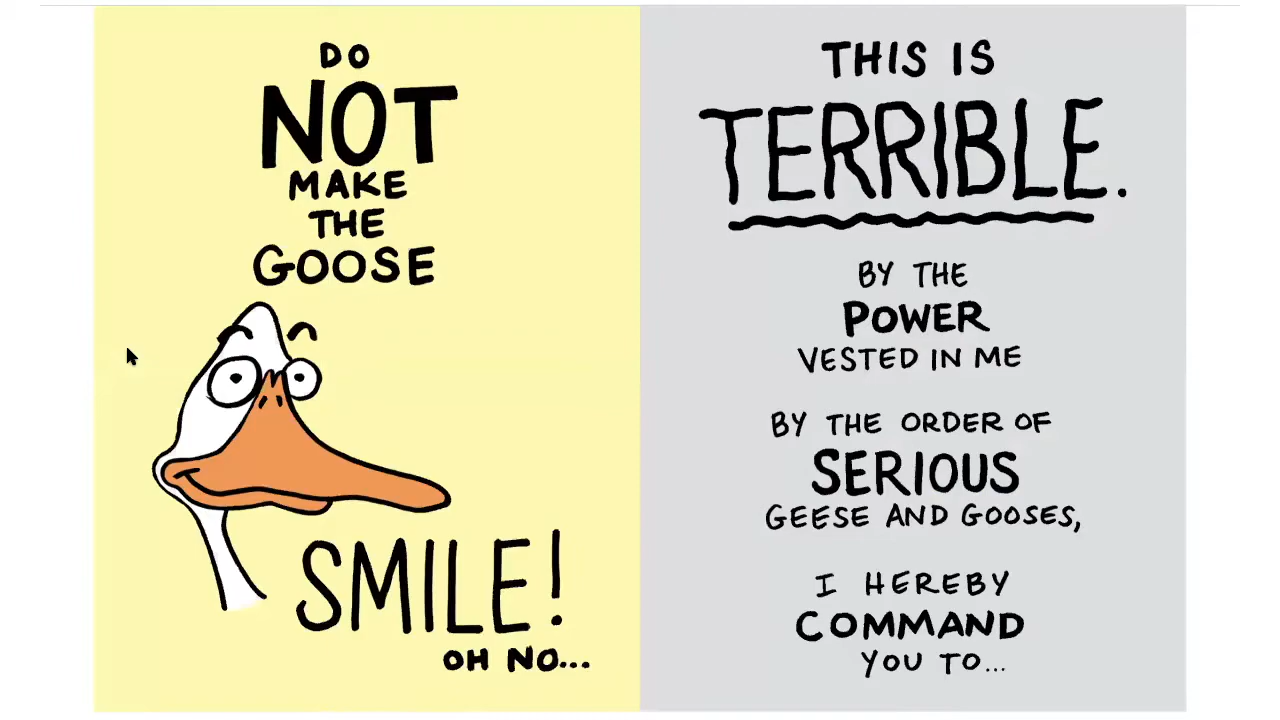 DO
NOT
MAKE
THE
GOOSE
SMILE!
OH NO...
THIS IS
TERRIBLE.
BY THE
POWER
VESTED IN ME
BY THE ORDER OF
SERIOUS
GEESE AND GOOSES,
I HEREBY
COMMAND
YOU TO...